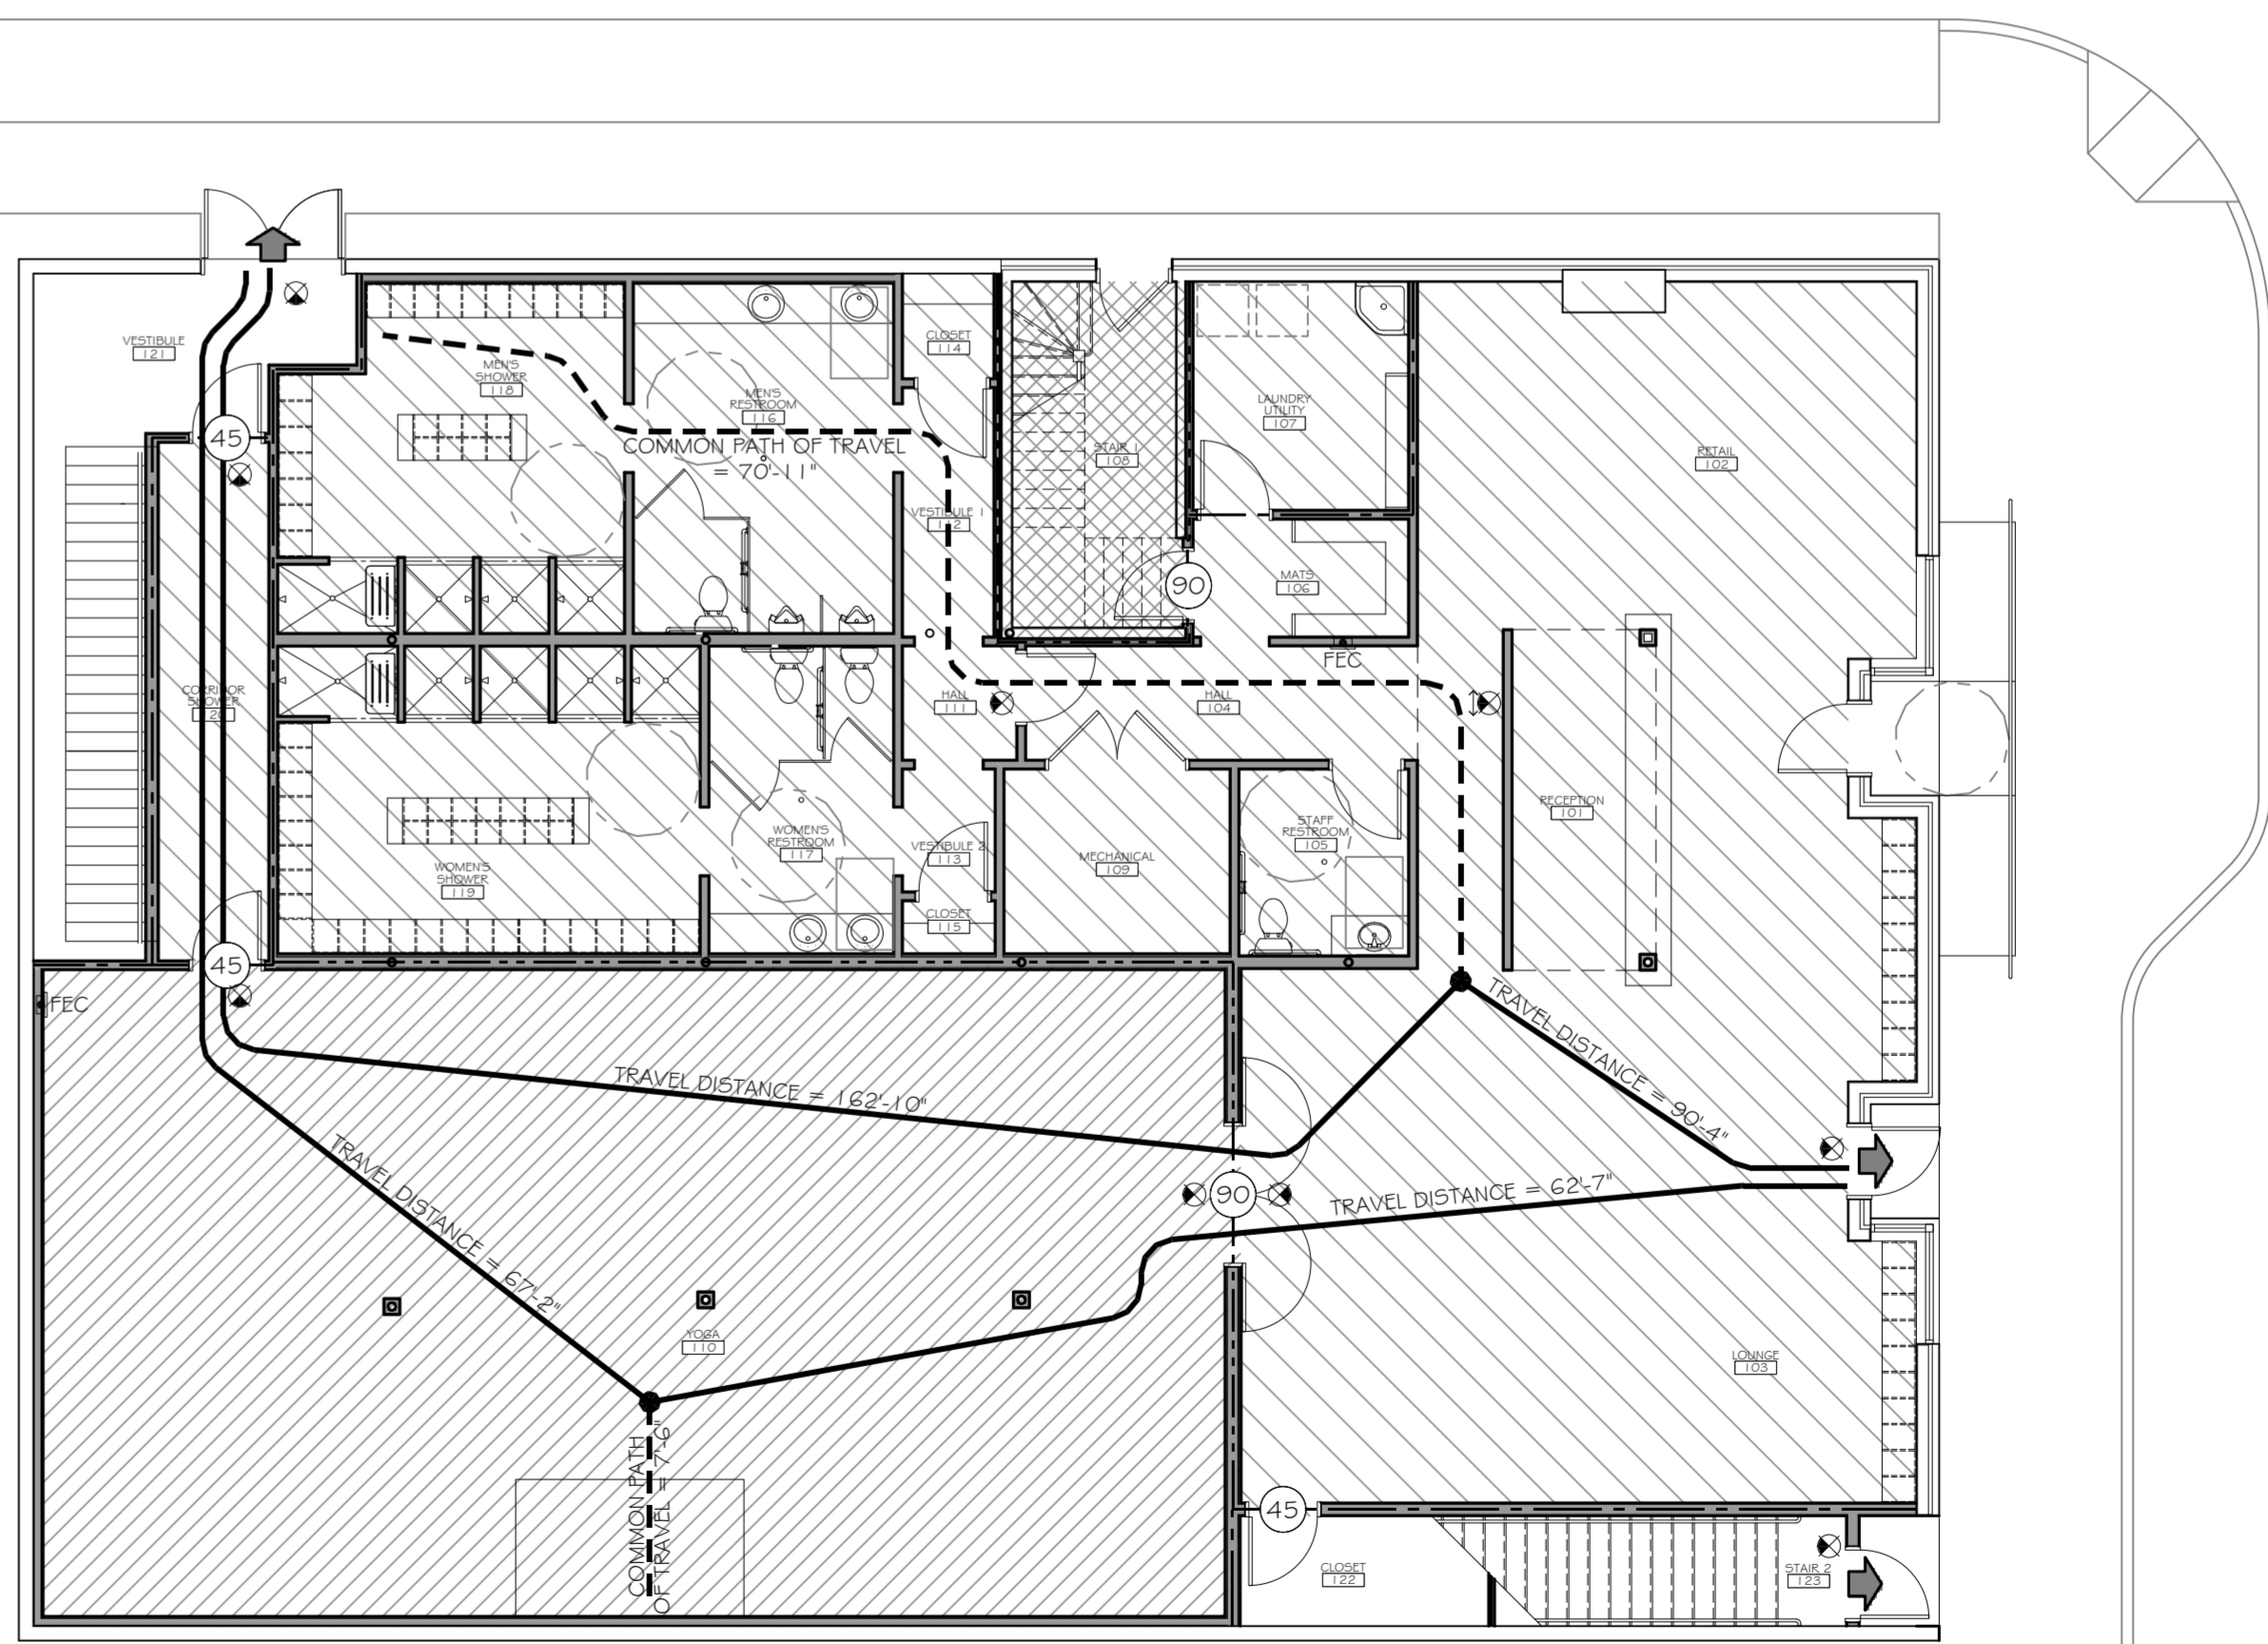 VESTIBULE
121
MEN'S
SHOWER
118
MEN'S
RESTROOM
116
COMMON PATH OF TRAVEL
= 70'-11"
CLOSET
114
VESTIBULE 1
112
STAIR 1
108
LAUNDRY
UTILITY
107
RETAIL
102
45
90
MATS
106
FEC
CORRIDOR
SHOWER
120
HALL
111
HALL
104
RECEPTION
101
WOMEN'S
SHOWER
119
WOMEN'S
RESTROOM
117
VESTIBULE 2
113
CLOSET
115
MECHANICAL
109
STAFF
RESTROOM
105
45
FEC
TRAVEL DISTANCE = 162'-10"
TRAVEL DISTANCE = 90'-4"
TRAVEL DISTANCE = 67'-2"
90
TRAVEL DISTANCE = 62'-7"
YOGA
110
LOUNGE
103
COMMON PATH
OF TRAVEL = 7'-6"
45
CLOSET
122
STAIR 2
123